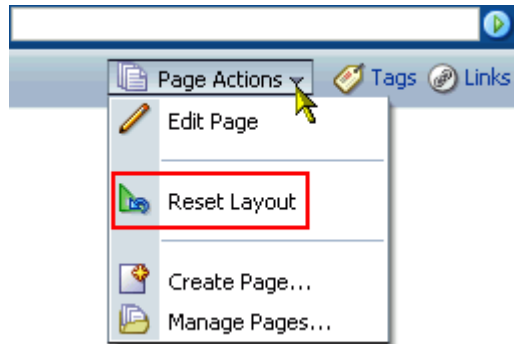 Page Actions Tags Links
Edit Page
Reset Layout
Create Page...
Manage Pages...